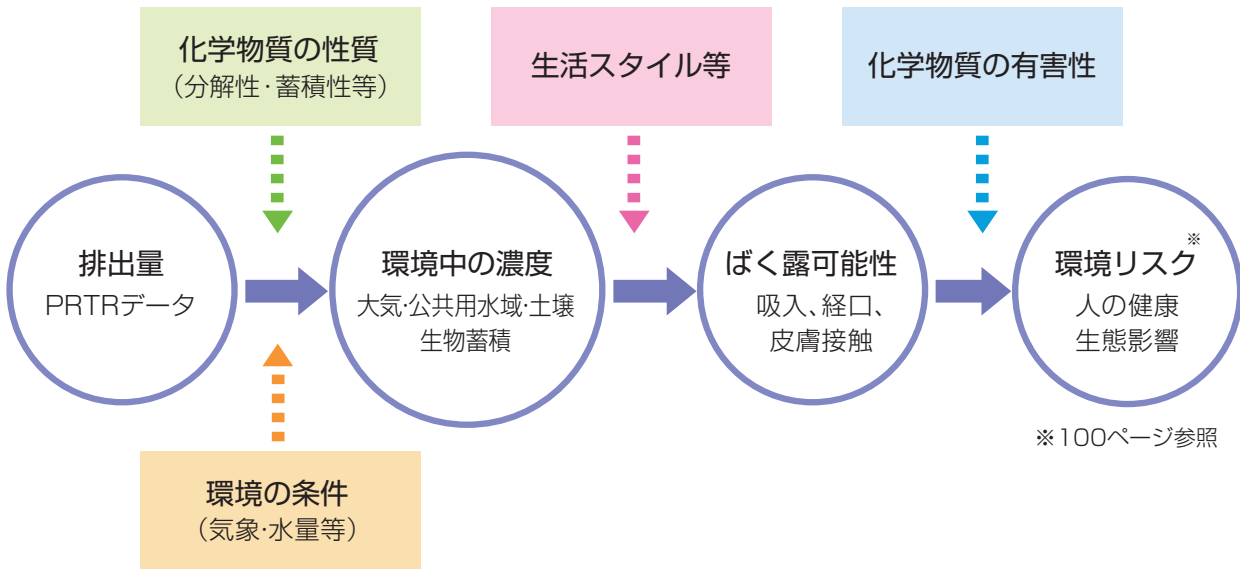 化学物質の性質
(分解性・蓄積性等)
生活スタイル等
化学物質の有害性
排出量
PRTRデータ
環境中の濃度
大気・公共用水域・土壌
生物蓄積
ばく露可能性
吸入、経口、
皮膚接触
環境リスク※
人の健康
生態影響
※100ページ参照
環境の条件
(気象・水量等)